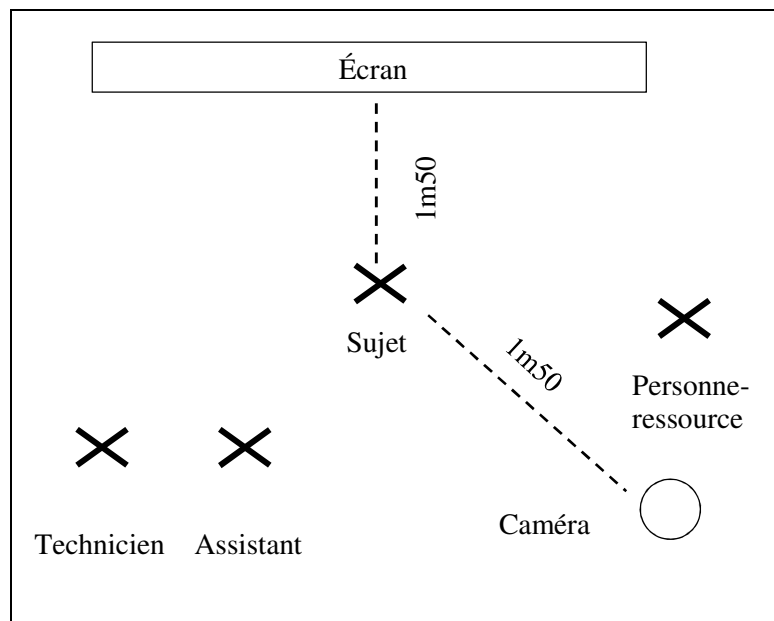 Écran
1m50
Sujet
1m50
Personne-
ressource
Technicien
Assistant
Caméra